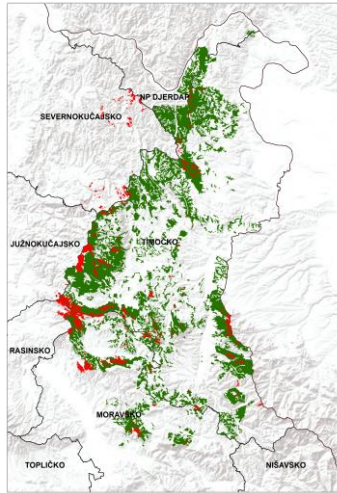 NP DJERDAP
SEVERNOKUČAJSKO
JUŽNOKUČAJSKO
TIMOČKO
RASINSKO
MORAVSKO
TOPLIČKO
NIŠAVSKO